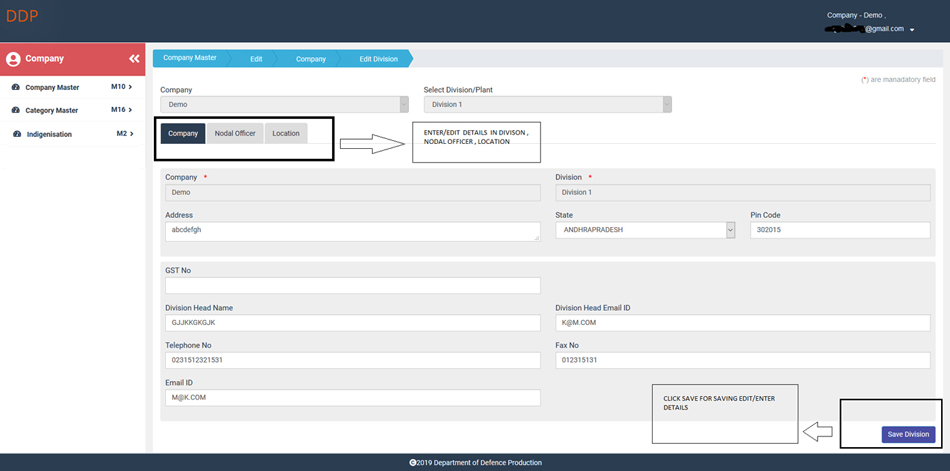 DDP
Company - Demo ,
@gmail.com
Company
Company Master M10
Category Master M16
Indigenisation M2
Company Master Edit Company Edit Division
(*) are manadatory field
Company Select Division/Plant
Demo Division 1
Company Nodal Officer Location
ENTER/EDIT DETAILS IN DIVISON ,
NODAL OFFICER , LOCATION
Company * Division *
Demo Division 1
Address State Pin Code
abcdefgh ANDHRAPRADESH 302015
GST No
Division Head Name Division Head Email ID
GJJKKGKGJK K@M.COM
Telephone No Fax No
0231512321531 012315131
Email ID
M@K.COM
CLICK SAVE FOR SAVING EDIT/ENTER
DETAILS
Save Division
©2019 Department of Defence Production